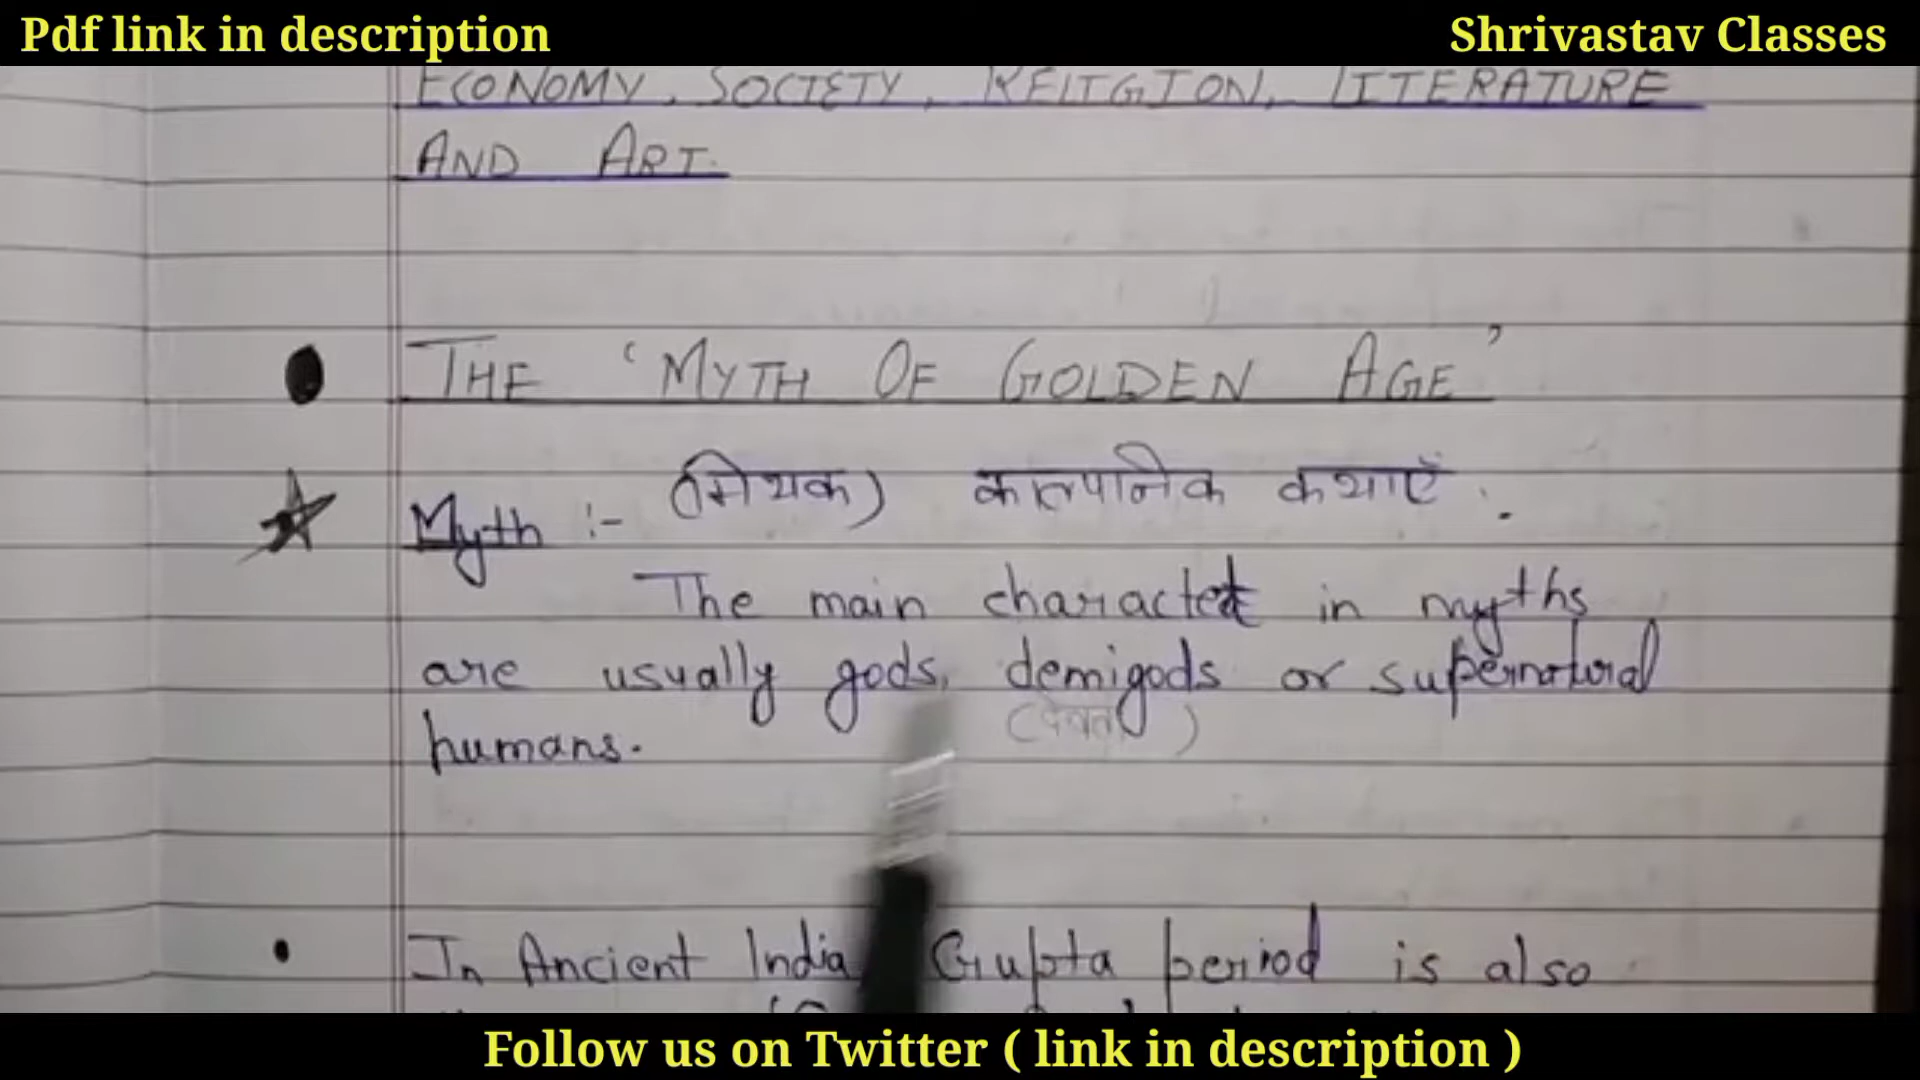 Pdf link in description
Shrivastav Classes
ECONOMY, SOCIETY, RELIGION, LITERATURE
AND ART.
THE 'MYTH OF GOLDEN AGE'
Myth :- (मिथक) काल्पनिक कथाएँ.
The main character in myths
are usually gods, demigods or supernatural
humans.
In Ancient India Gupta period is also
Follow us on Twitter ( link in description )